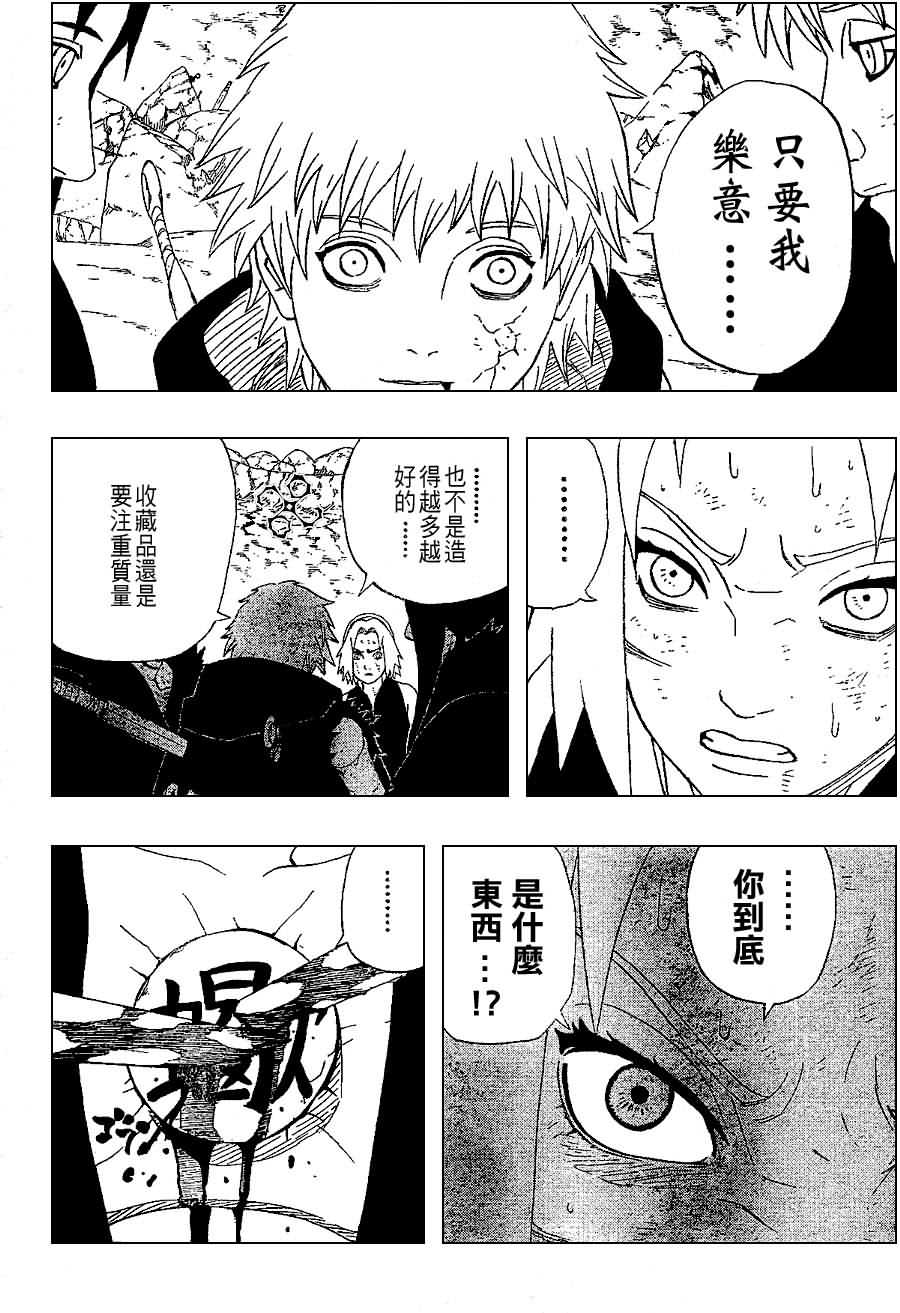 只要我
樂意……
………
………
也不是造
得越多越
好的……
收藏品還是
要注重質量
……
你到底
是什麼
東西…!?
………